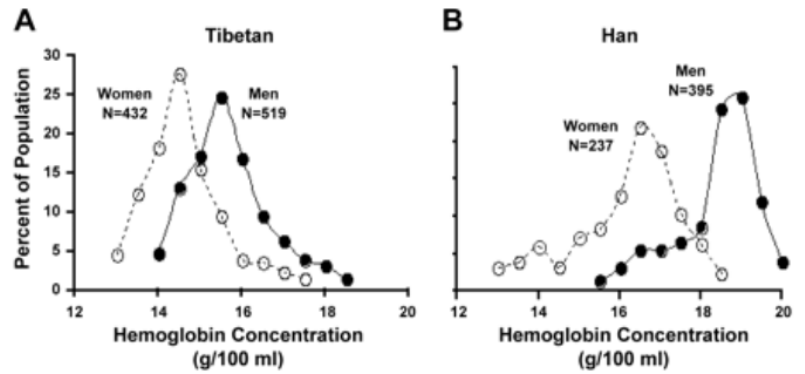 A
Tibetan
Women
N=432
Men
N=519
Percent of Population
30
25
20
15
10
5
0
12
14
16
18
20
Hemoglobin Concentration
(g/100 ml)
B
Han
Men
N=395
Women
N=237
12
14
16
18
20
Hemoglobin Concentration
(g/100 ml)